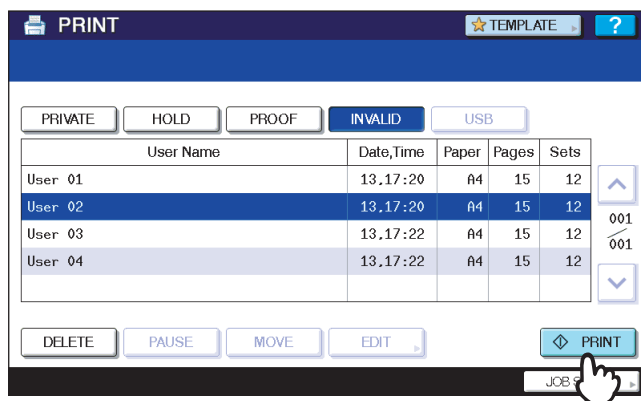 PRINT TEMPLATE ?
PRIVATE HOLD PROOF INVALID USB
User Name Date,Time Paper Pages Sets
User 01 13,17:20 A4 15 12
User 02 13,17:20 A4 15 12
User 03 13,17:22 A4 15 12
User 04 13,17:22 A4 15 12
001
001
DELETE PAUSE MOVE EDIT PRINT
JOB